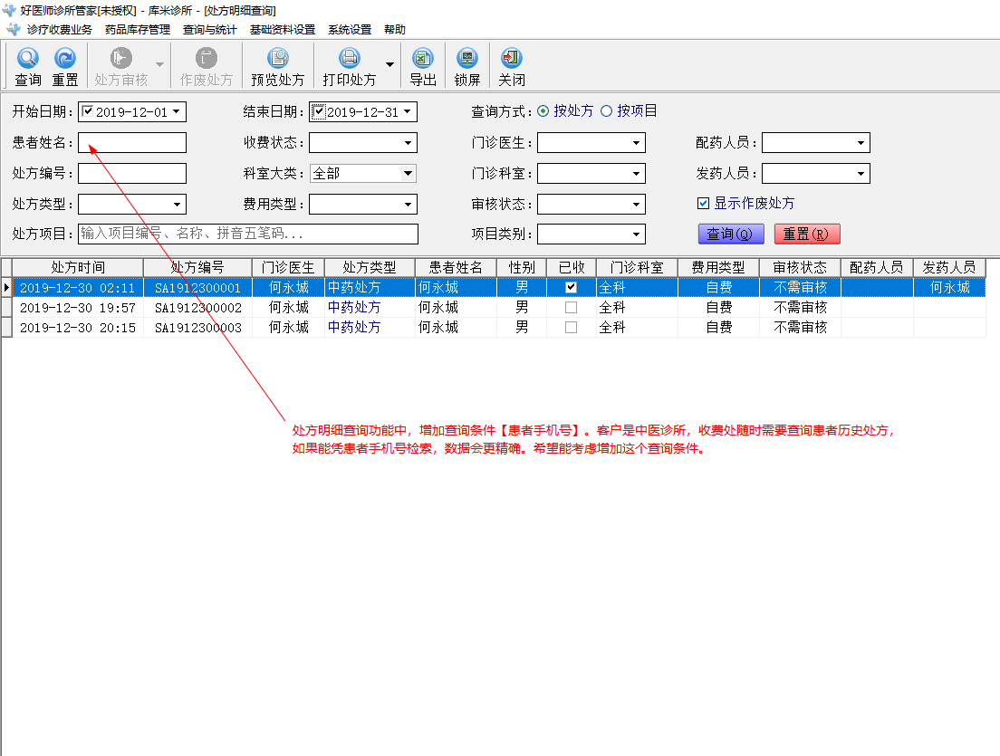 好医师诊所管家[未授权] - 库米诊所 - [处方明细查询]
诊疗收费业务 药品库存管理 查询与统计 基础资料设置 系统设置 帮助
查询 重置 处方审核 作废处方 预览处方 打印处方 导出 锁屏 关闭
开始日期: 2019-12-01 结束日期: 2019-12-31 查询方式: 按处方 按项目
患者姓名: 收费状态: 门诊医生: 配药人员:
处方编号: 科室大类: 全部 门诊科室: 发药人员:
处方类型: 费用类型: 审核状态: 显示作废处方
处方项目: 输入项目编号、名称、拼音五笔码... 项目类别: 查询(Q) 重置(R)
处方时间 处方编号 门诊医生 处方类型 患者姓名 性别 已收 门诊科室 费用类型 审核状态 配药人员 发药人员
2019-12-30 02:11 SA1912300001 何永城 中药处方 何永城 男 全科 自费 不需审核 何永城
2019-12-30 19:57 SA1912300002 何永城 中药处方 何永城 男 全科 自费 不需审核
2019-12-30 20:15 SA1912300003 何永城 中药处方 何永城 男 全科 自费 不需审核
处方明细查询功能中，增加查询条件【患者手机号】。客户是中医诊所，收费处随时需要查询患者历史处方，
如果能凭患者手机号检索，数据会更精确。希望能考虑增加这个查询条件。